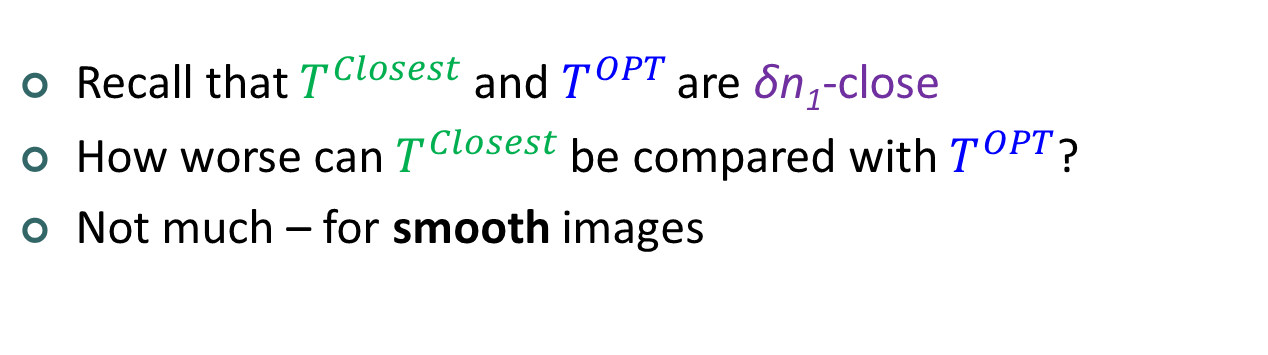 Recall that T^Closest and T^OPT are δn₁-close
How worse can T^Closest be compared with T^OPT?
Not much – for smooth images